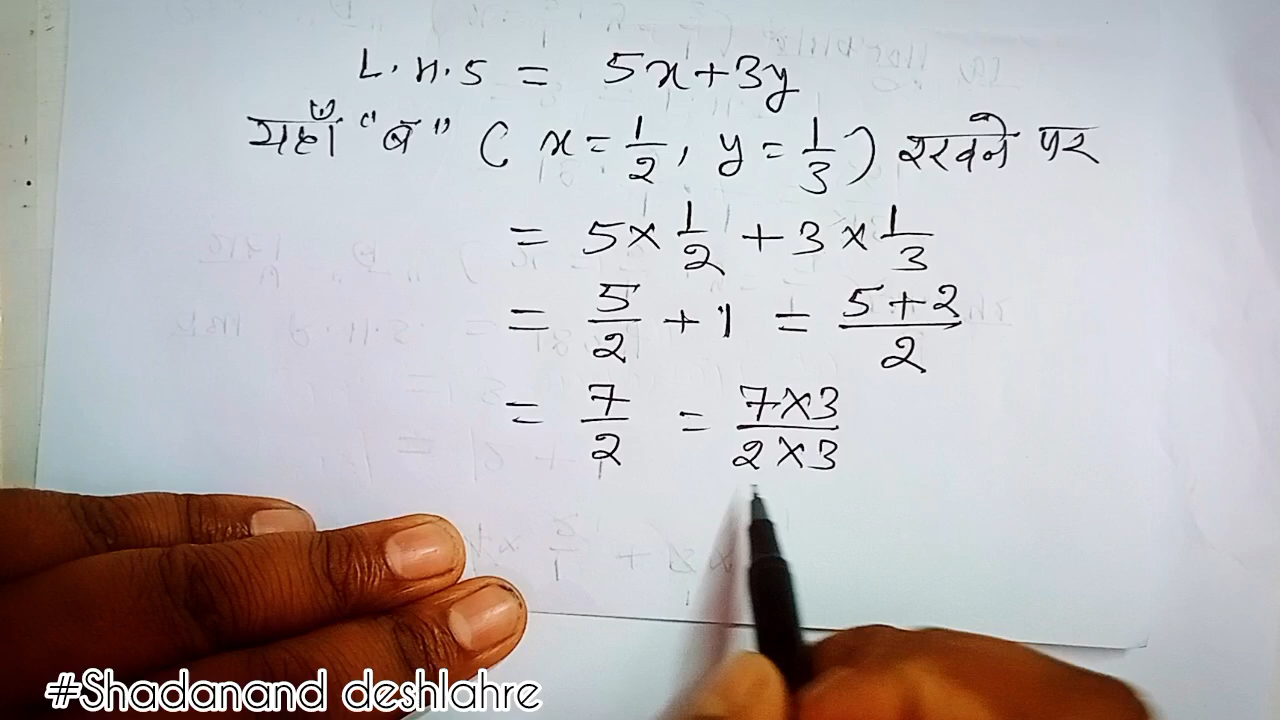 L.H.S = 5x+3y
यहाँ "ब" ( x = 1/2, y = 1/3 ) रखने पर
= 5 × 1/2 + 3 × 1/3
= 5/2 + 1 = 5+2/2
= 7/2 = 7×3/2×3
#Shadanand deshlahre